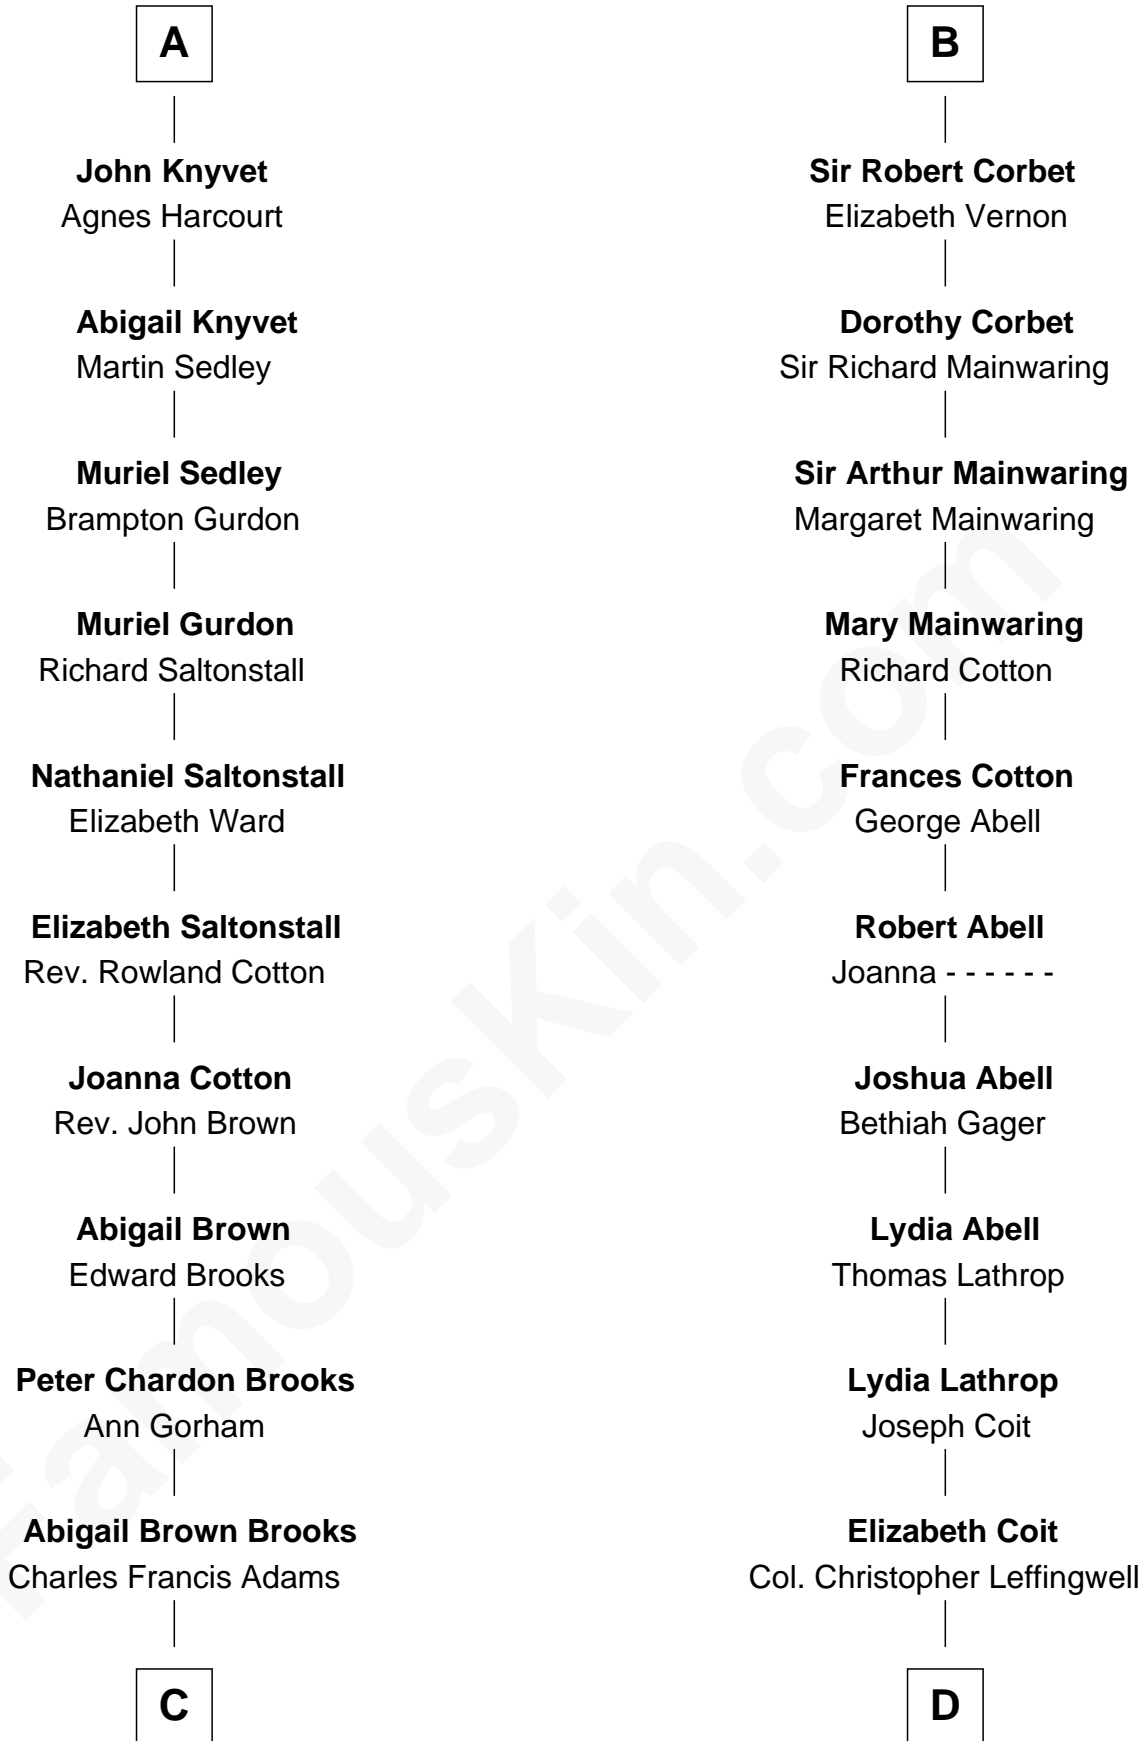 A
John Knyvet
Agnes Harcourt
Abigail Knyvet
Martin Sedley
Muriel Sedley
Brampton Gurdon
Muriel Gurdon
Richard Saltonstall
Nathaniel Saltonstall
Elizabeth Ward
Elizabeth Saltonstall
Rev. Rowland Cotton
Joanna Cotton
Rev. John Brown
Abigail Brown
Edward Brooks
Peter Chardon Brooks
Ann Gorham
Abigail Brown Brooks
Charles Francis Adams
C
B
Sir Robert Corbet
Elizabeth Vernon
Dorothy Corbet
Sir Richard Mainwaring
Sir Arthur Mainwaring
Margaret Mainwaring
Mary Mainwaring
Richard Cotton
Frances Cotton
George Abell
Robert Abell
Joanna - - - - - -
Joshua Abell
Bethiah Gager
Lydia Abell
Thomas Lathrop
Lydia Lathrop
Joseph Coit
Elizabeth Coit
Col. Christopher Leffingwell
D
FamousKin.com